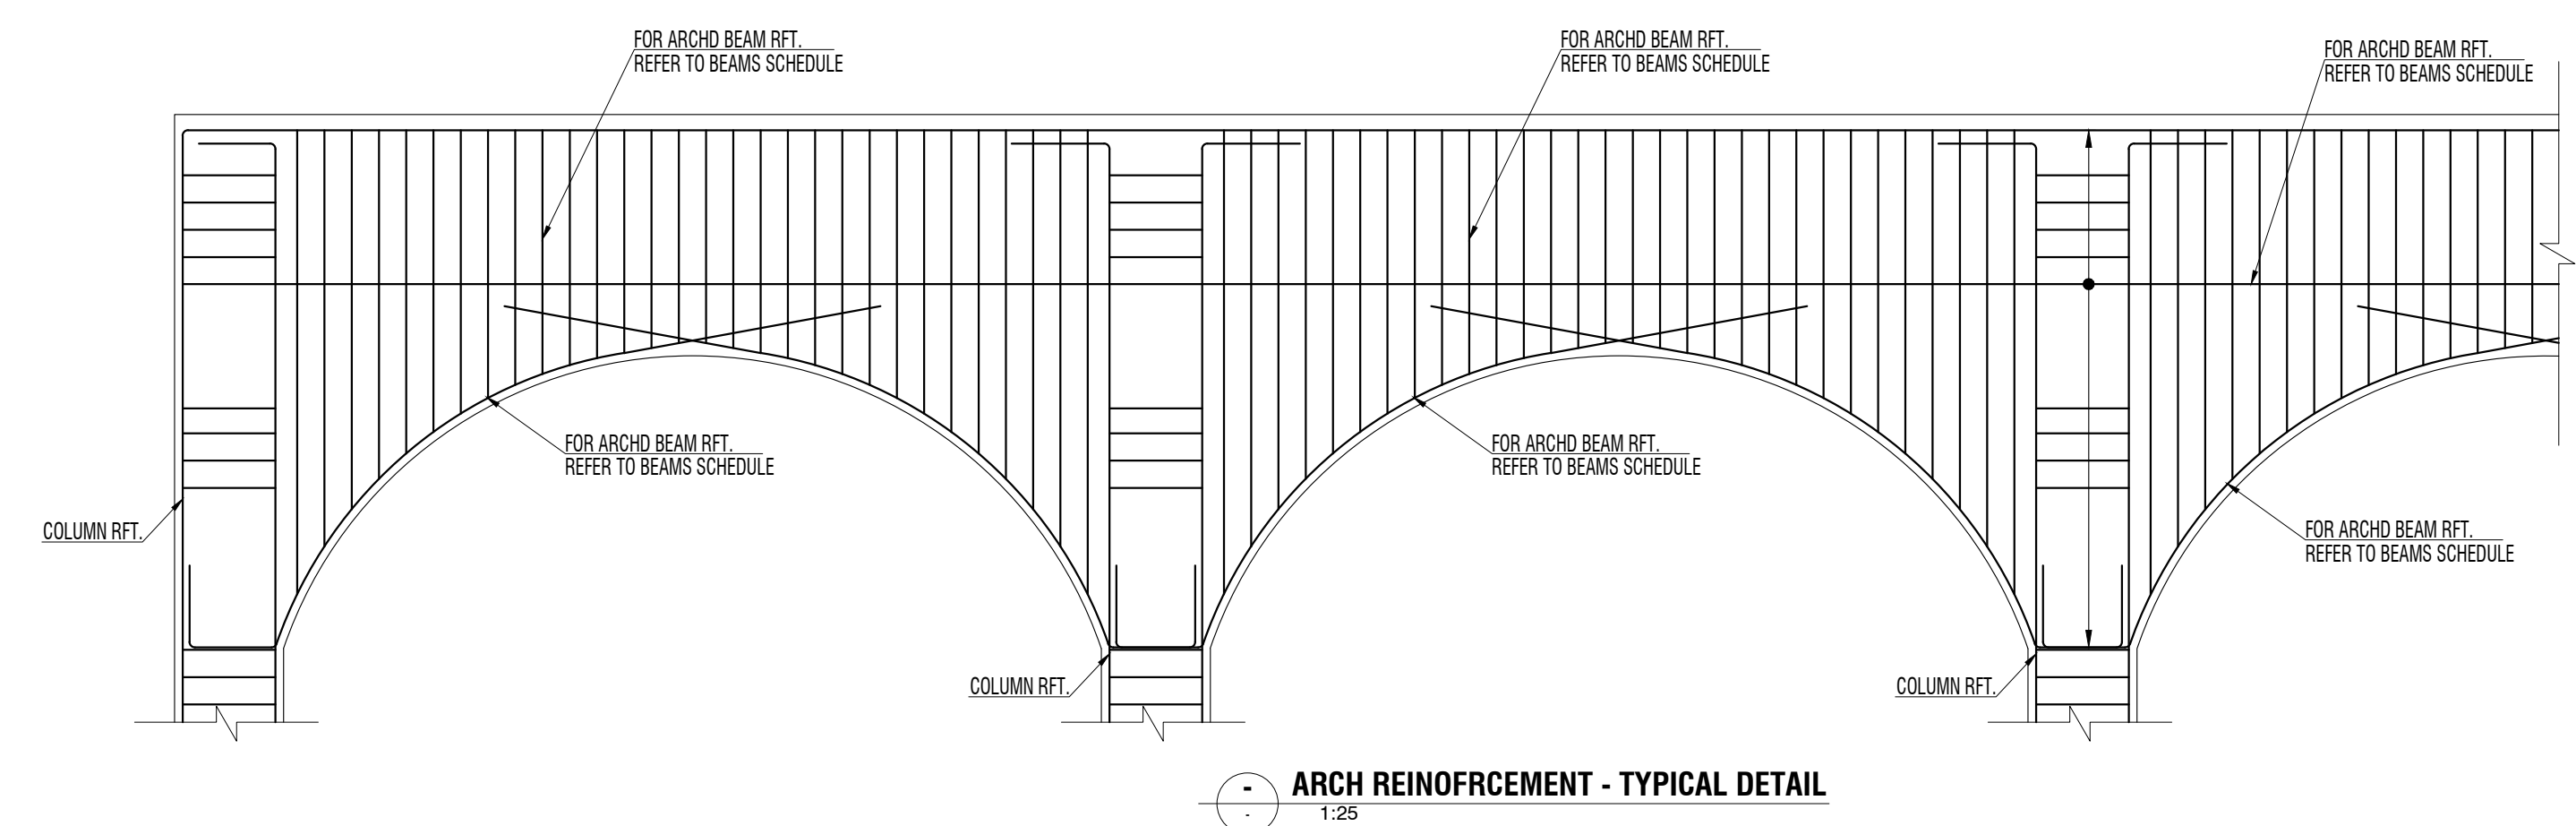 FOR ARCHD BEAM RFT.
REFER TO BEAMS SCHEDULE
FOR ARCHD BEAM RFT.
REFER TO BEAMS SCHEDULE
FOR ARCHD BEAM RFT.
REFER TO BEAMS SCHEDULE
FOR ARCHD BEAM RFT.
REFER TO BEAMS SCHEDULE
FOR ARCHD BEAM RFT.
REFER TO BEAMS SCHEDULE
COLUMN RFT.
FOR ARCHD BEAM RFT.
REFER TO BEAMS SCHEDULE
COLUMN RFT.
COLUMN RFT.
- ARCH REINOFRCEMENT - TYPICAL DETAIL
- 1:25